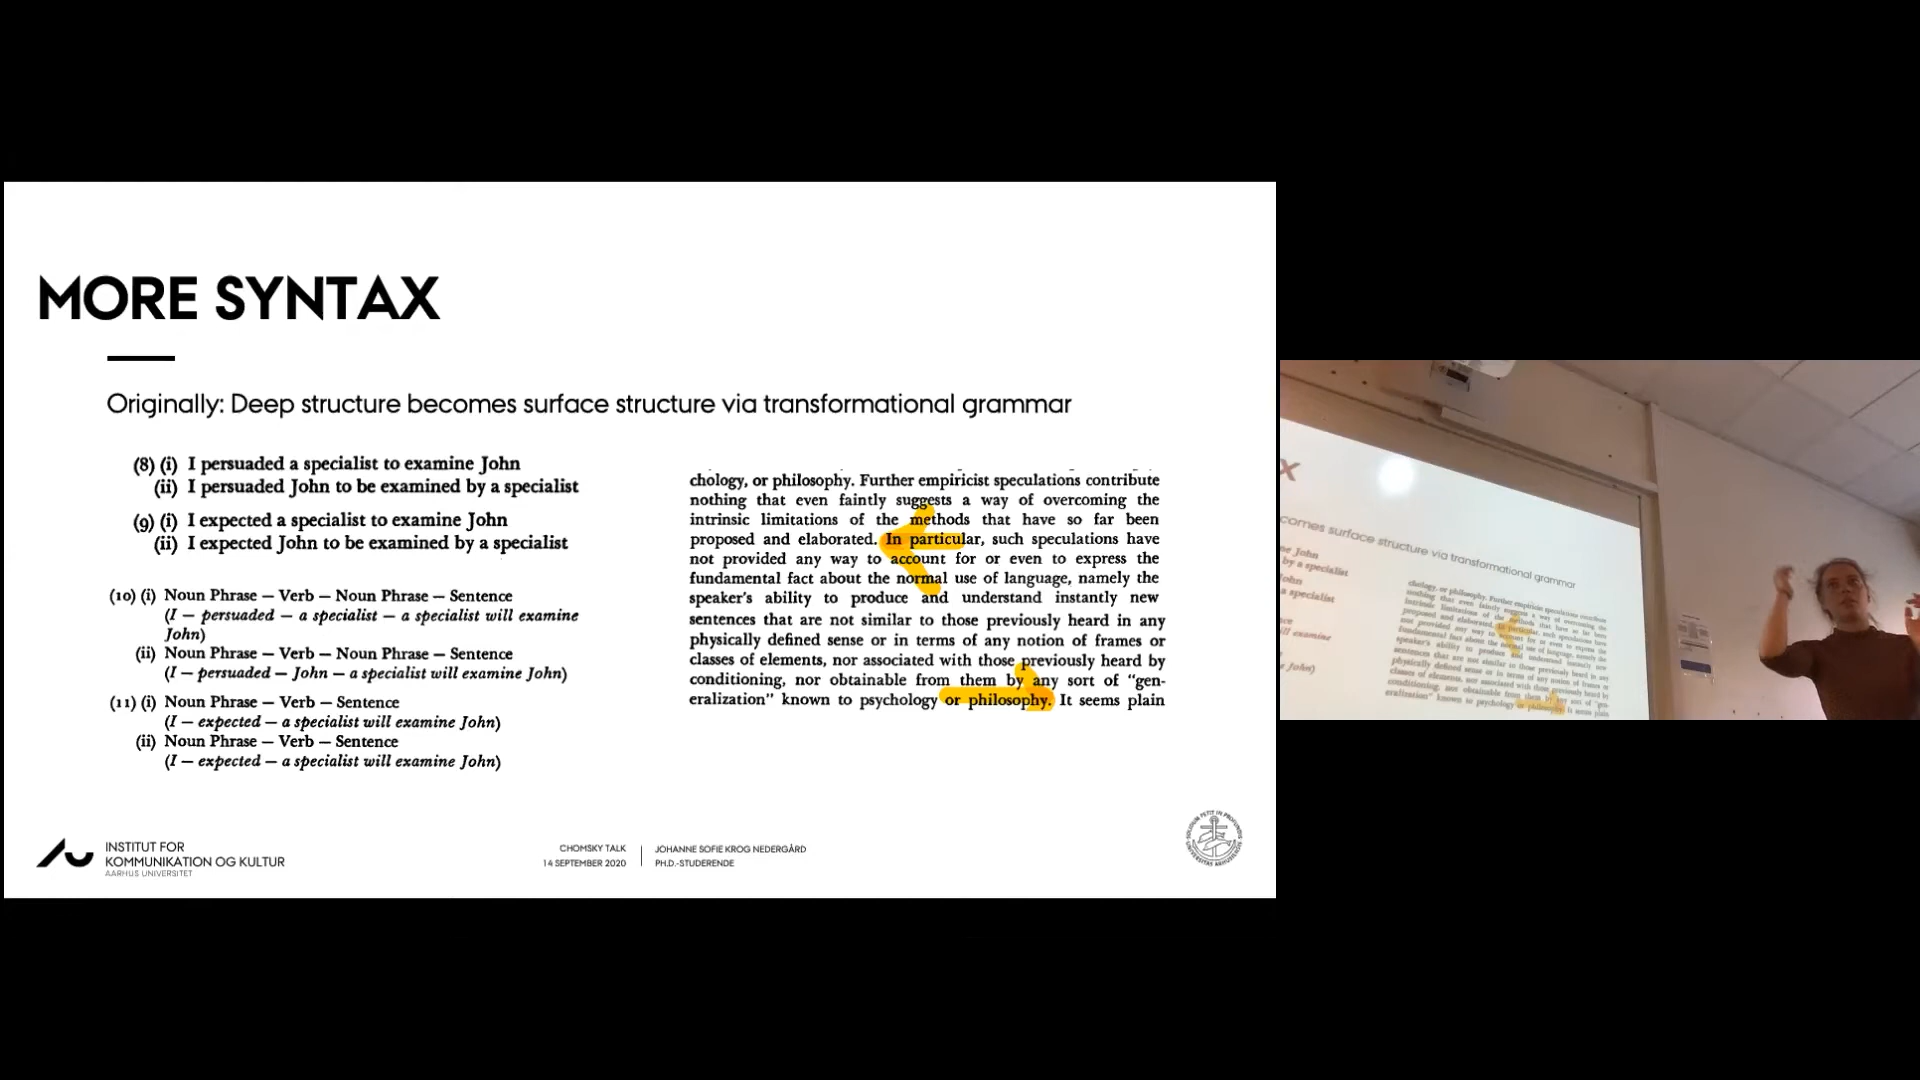 MORE SYNTAX
Originally: Deep structure becomes surface structure via transformational grammar
(8) (i) I persuaded a specialist to examine John
(ii) I persuaded John to be examined by a specialist
(9) (i) I expected a specialist to examine John
(ii) I expected John to be examined by a specialist
(10) (i) Noun Phrase — Verb — Noun Phrase — Sentence
(I — persuaded — a specialist — a specialist will examine
John)
(ii) Noun Phrase — Verb — Noun Phrase — Sentence
(I — persuaded — John — a specialist will examine John)
(11) (i) Noun Phrase — Verb — Sentence
(I — expected — a specialist will examine John)
(ii) Noun Phrase — Verb — Sentence
(I — expected — a specialist will examine John)
chology, or philosophy. Further empiricist speculations contribute
nothing that even faintly suggests a way of overcoming the
intrinsic limitations of the methods that have so far been
proposed and elaborated. In particular, such speculations have
not provided any way to account for or even to express the
fundamental fact about the normal use of language, namely the
speaker's ability to produce and understand instantly new
sentences that are not similar to those previously heard in any
physically defined sense or in terms of any notion of frames or
classes of elements, nor associated with those previously heard by
conditioning, nor obtainable from them by any sort of "gen-
eralization" known to psychology or philosophy. It seems plain
INSTITUT FOR
KOMMUNIKATION OG KULTUR
AARHUS UNIVERSITET
CHOMSKY TALK
14 SEPTEMBER 2020
JOHANNE SOFIE KROG NEDERGÅRD
PH.D.-STUDERENDE
X
comes surface structure via transformational grammar